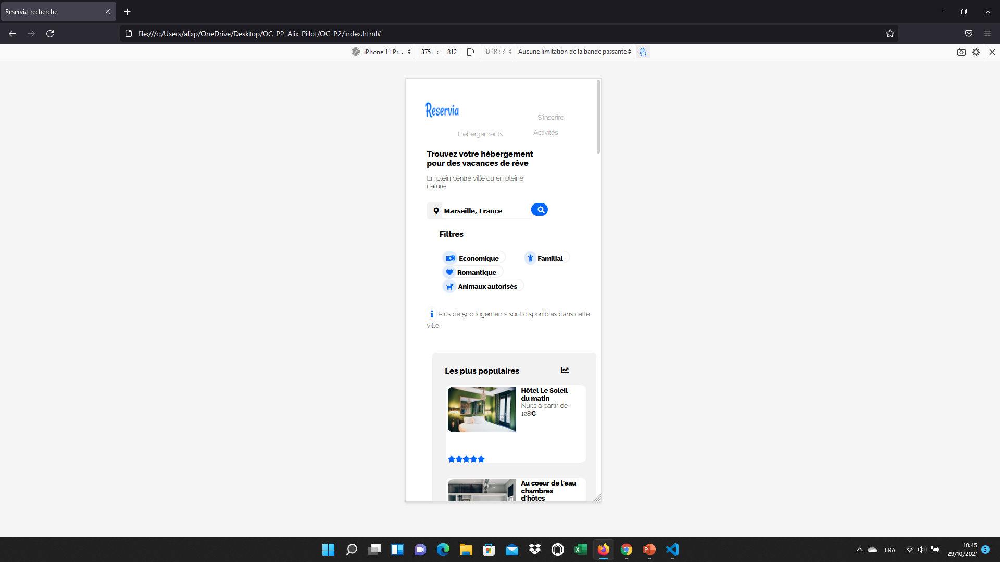 Reservia_recherche
file:///c:/Users/alixp/OneDrive/Desktop/OC_P2_Alix_Pillot/OC_P2/index.html#
iPhone 11 Pr... 375 × 812 DPR : 3 Aucune limitation de la bande passante
Reservia
S'inscrire
Hebergements Activités
Trouvez votre hébergement
pour des vacances de rêve
En plein centre ville ou en pleine
nature
Marseille, France
Filtres
Economique Familial
Romantique
Animaux autorisés
Plus de 500 logements sont disponibles dans cette
ville
Les plus populaires
Hôtel Le Soleil
du matin
Nuits à partir de
128€
Au coeur de l'eau
chambres
d'hôtes
FRA
10:45
29/10/2021
3